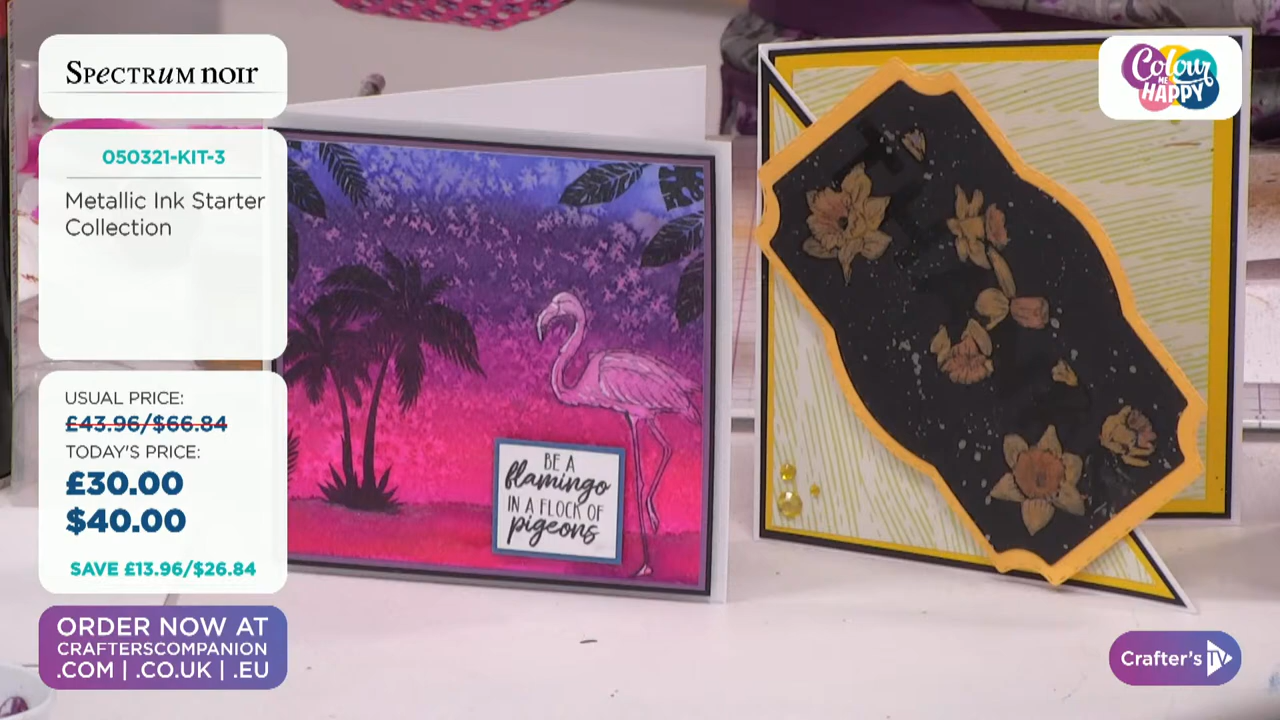 SPECTRUM noir
050321-KIT-3
Metallic Ink Starter
Collection
USUAL PRICE:
£43.96/$66.84
TODAY'S PRICE:
£30.00
$40.00
SAVE £13.96/$26.84
ORDER NOW AT
CRAFTERSCOMPANION
.COM | .CO.UK | .EU
BE A
flamingo
IN A FLOCK OF
pigeons
Colour
ME
HAPPY
Crafter's TV